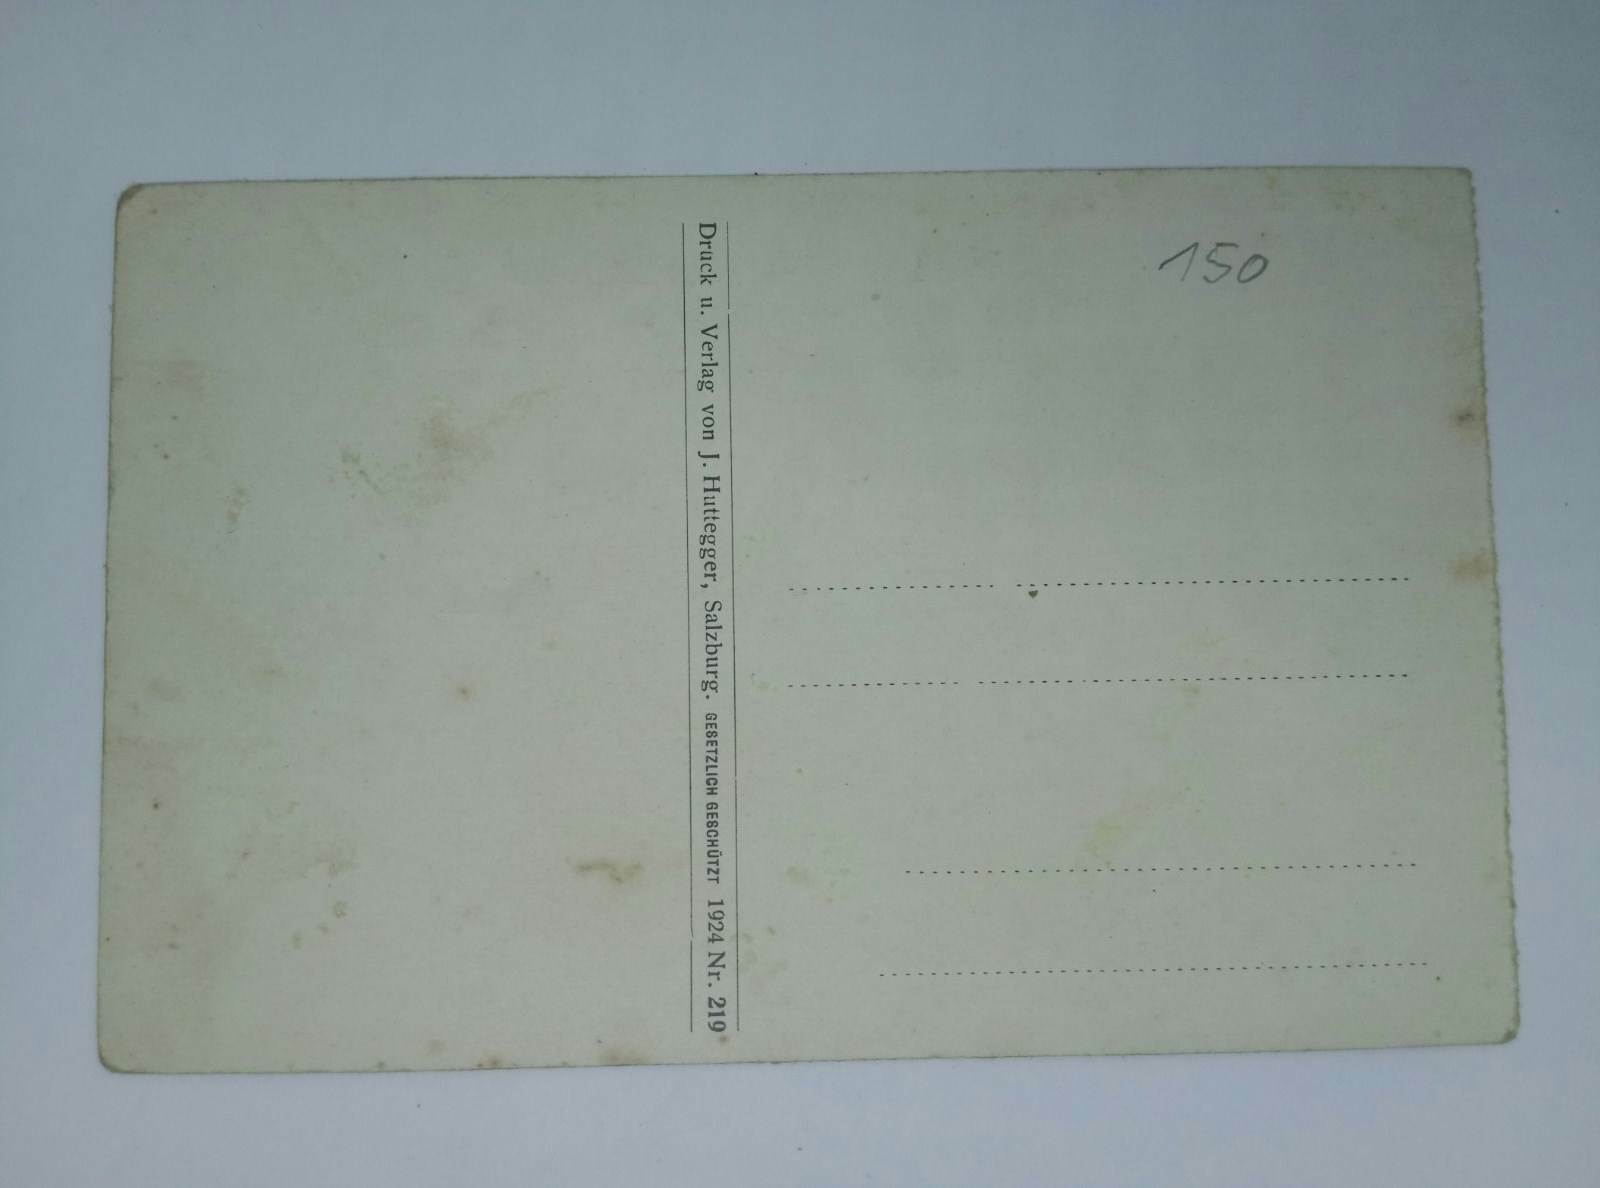 Druck u. Verlag von J. Huttegger, Salzburg. GESETZLICH GESCHÜTZT 1924 Nr. 219
150